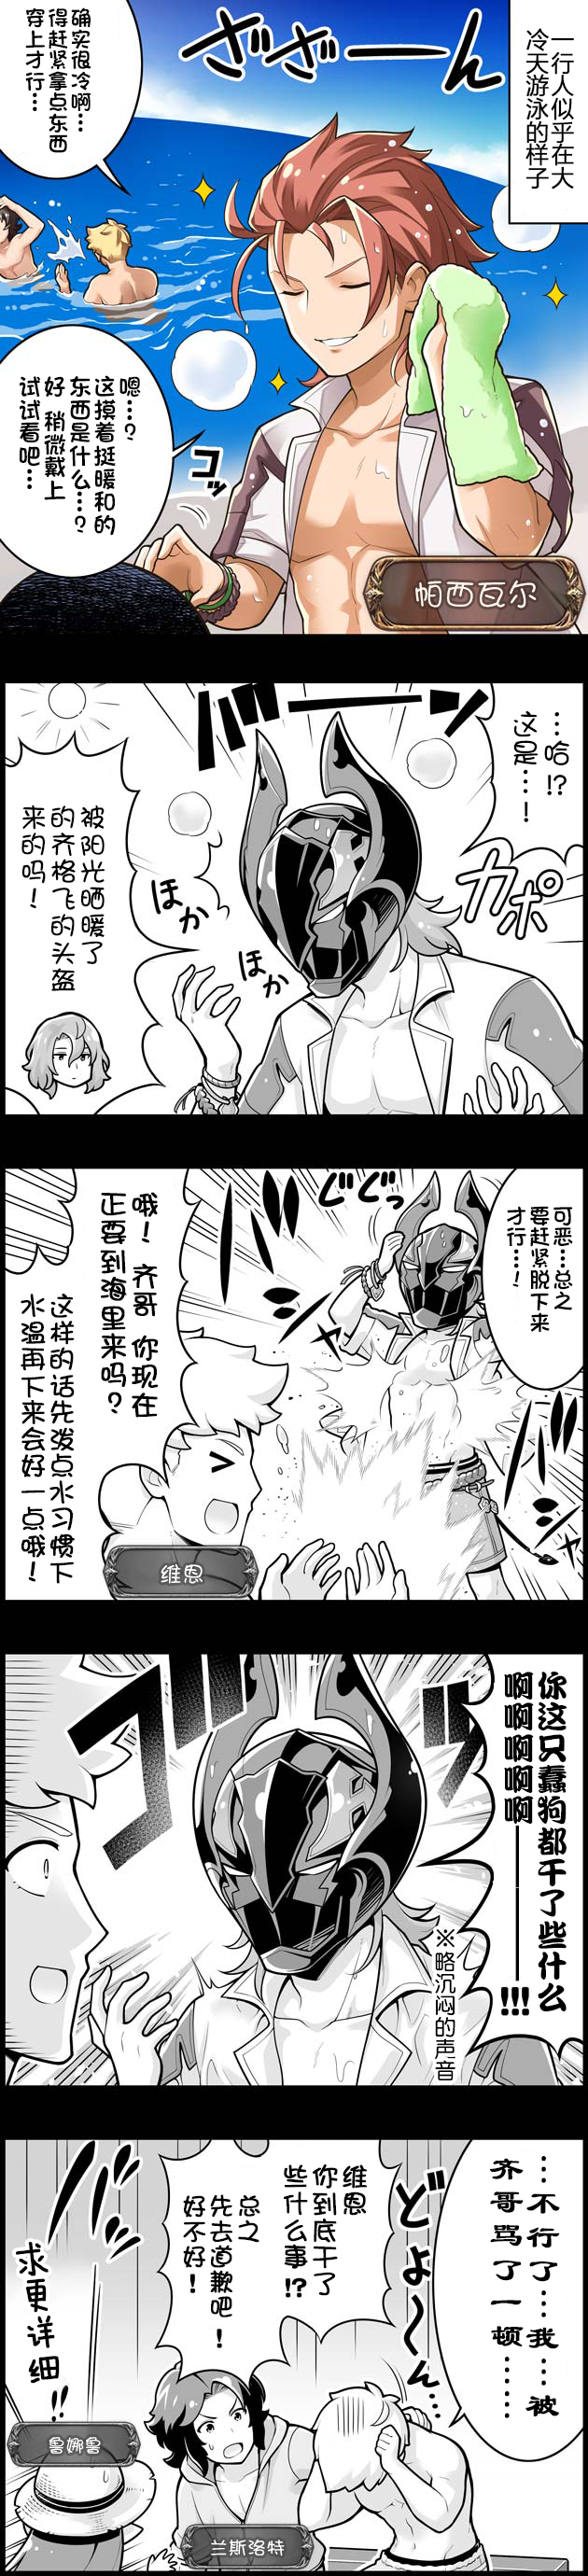 一行人似乎在大
冷天游泳的样子
ざざーん
确实很冷啊…
得赶紧拿点东西
穿上才行…
嗯…?
这摸着挺暖和的
东西是什么…?
好 稍微戴上
试试看吧…
コッ
帕西瓦尔
…哈!?
这是…!
バーーン
カポ
被阳光晒暖了
的齐格飞的头盔
来的吗!
ほか
ほか
可恶…总之
要赶紧脱下来
才行…!
ぐぐっ
哦! 齐哥 你现在
正要到海里来吗?
这样的话先泼点水习惯下
水温再下来会好一点哦!
バシャ
バシャ
维恩
你这只蠢狗都干了些什么
啊啊啊啊啊———!!!
※略沉闷的声音
…不行了…我…被
齐哥骂了一顿……
どよ～ん…
维恩
你到底干了
些什么事!?
总之
先去道歉吧!
好不好!
求更详细!!
鲁娜鲁
兰斯洛特